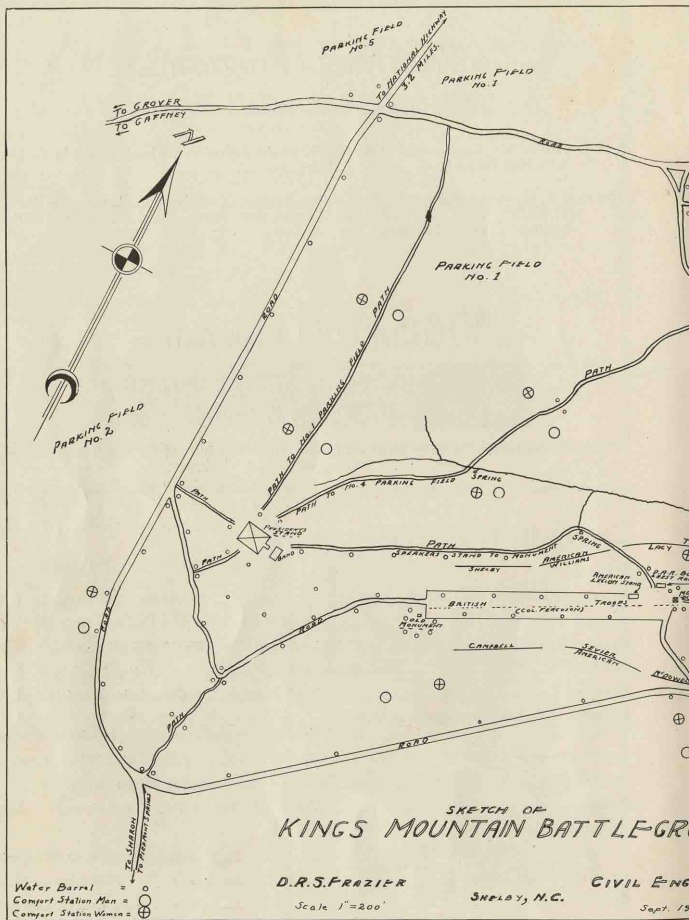 PARKING FIELD
NO. 5
TO NATIONAL HIGHWAY
3.2 MILES.
PARKING FIELD
NO. 1
TO GROVER
TO GAFFNEY
N
ROAD
PARKING FIELD
NO. 1
ROAD
PATH
PATH TO NO. 1 PARKING FIELD
PATH
PARKING FIELD
NO. 2
PATH TO NO. 4 PARKING FIELD
SPRING
PATH
PRESIDENTS
STAND
BAND
PATH
PATH
SPEAKERS STAND TO MONUMENT
SPRING
SHELBY
AMERICAN
WILLIAMS
LACY
AMERICAN
LEGION STAND
D.A.R.
ROAD
BRITISH
(COL. FERGUSON)
TROOPS
OLD
MONUMENT
ROAD
CAMPBELL
SEVIER
AMERICAN
McDOWE
PATH
ROAD
TO SHARON
TO PIEDMONT SPRINGS
SKETCH OF
KINGS MOUNTAIN BATTLE-GR
D.R.S. FRAZIER
CIVIL ENG
Scale 1"=200'
SHELBY, N.C.
Sept. 19
Water Barrel =
Comfort Station Men =
Comfort Station Women =